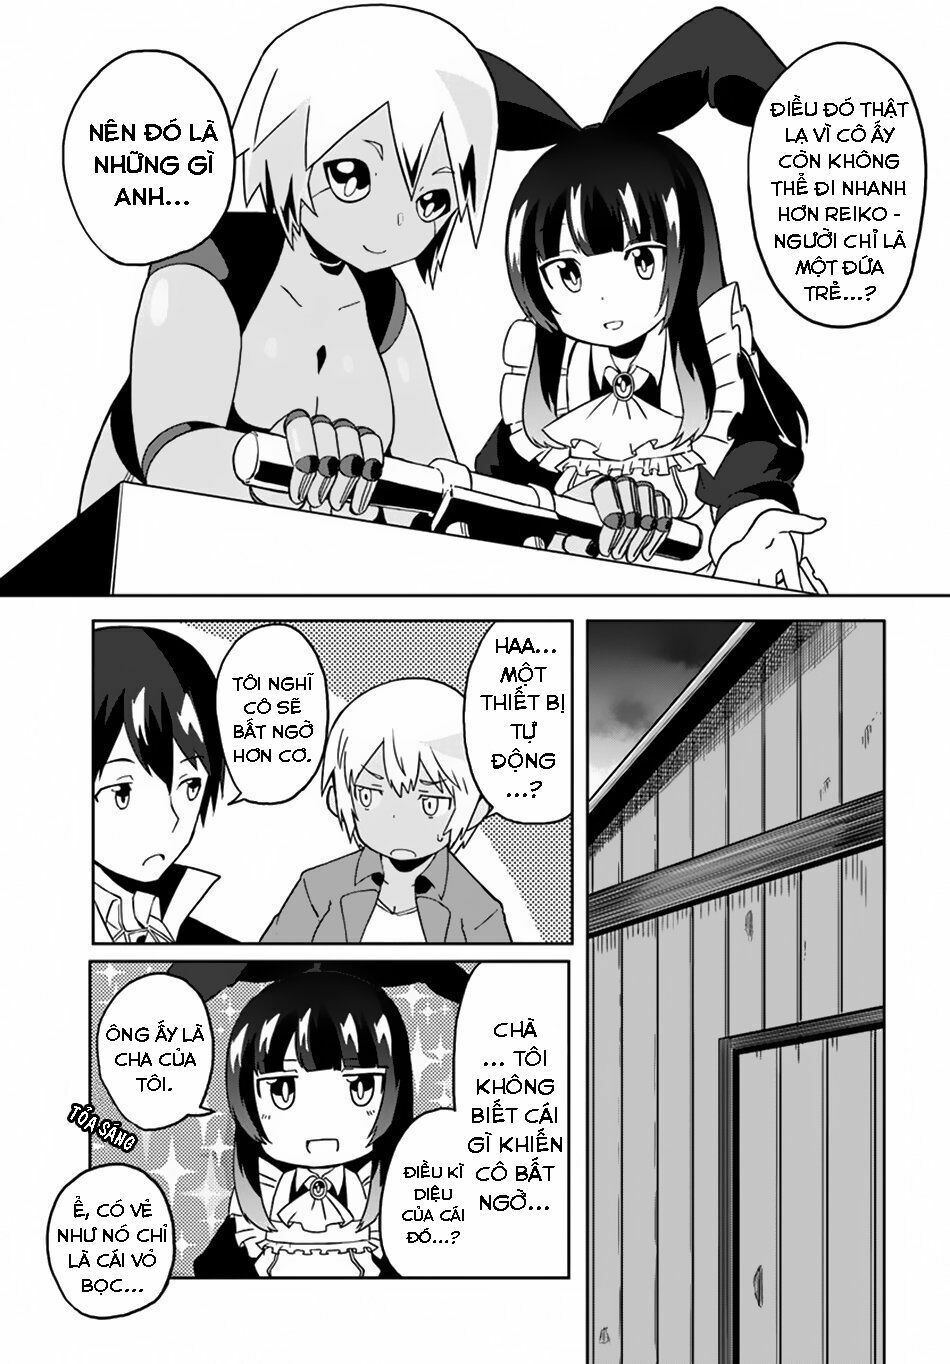 ĐIỀU ĐÓ THẬT
LẠ VÌ CÔ ẤY
CÒN KHÔNG
THỂ ĐI NHANH
HƠN REIKO -
NGƯỜI CHỈ LÀ
MỘT ĐỨA
TRẺ...?
NÊN ĐÓ LÀ
NHỮNG GÌ
ANH...
HAA...
MỘT
THIẾT BỊ
TỰ
ĐỘNG
...?
TÔI NGHĨ
CÔ SẼ
BẤT NGỜ
HƠN CƠ.
CHÀ
... TÔI
KHÔNG
BIẾT CÁI
GÌ KHIẾN
CÔ BẤT
NGỜ...
ĐIỀU KÌ
DIỆU
CỦA CÁI
ĐÓ...?
ÔNG ẤY LÀ
CHA CỦA
TÔI.
TỎA SÁNG
Ể, CÓ VẺ
NHƯ NÓ CHỈ
LÀ CÁI VỎ
BỌC...